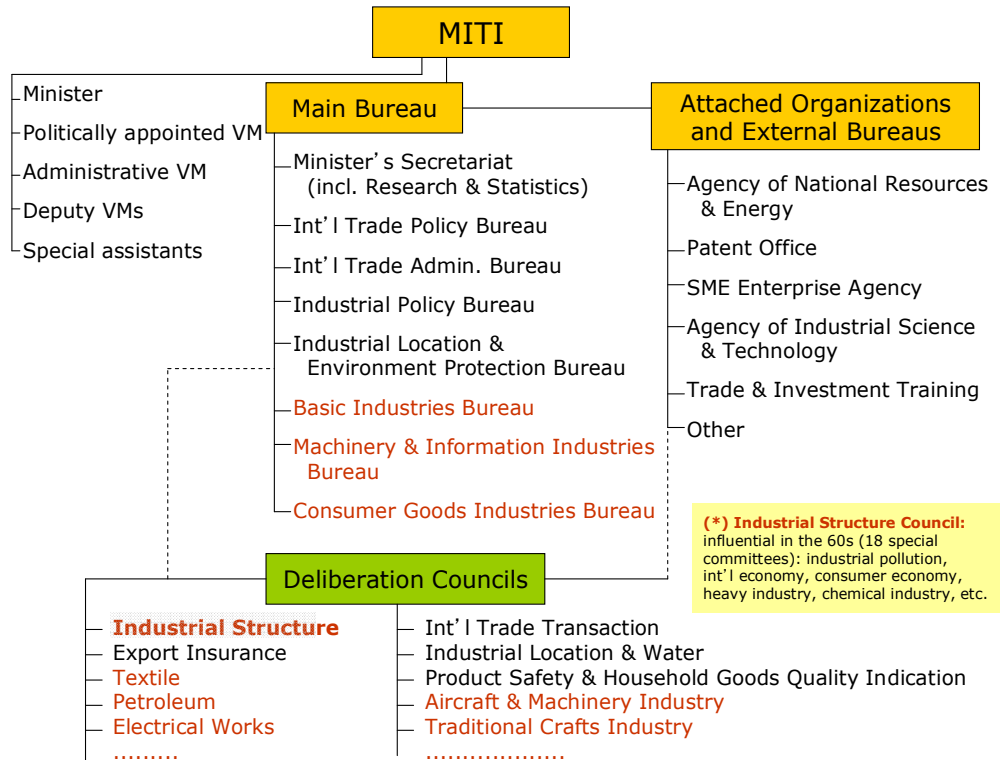 MITI
Minister
Politically appointed VM
Administrative VM
Deputy VMs
Special assistants
Main Bureau
Minister’s Secretariat
(incl. Research & Statistics)
Int’l Trade Policy Bureau
Int’l Trade Admin. Bureau
Industrial Policy Bureau
Industrial Location &
Environment Protection Bureau
Basic Industries Bureau
Machinery & Information Industries
Bureau
Consumer Goods Industries Bureau
Attached Organizations
and External Bureaus
Agency of National Resources
& Energy
Patent Office
SME Enterprise Agency
Agency of Industrial Science
& Technology
Trade & Investment Training
Other
(*) Industrial Structure Council:
influential in the 60s (18 special
committees): industrial pollution,
int’l economy, consumer economy,
heavy industry, chemical industry, etc.
Deliberation Councils
Industrial Structure
Export Insurance
Textile
Petroleum
Electrical Works
.........
Int’l Trade Transaction
Industrial Location & Water
Product Safety & Household Goods Quality Indication
Aircraft & Machinery Industry
Traditional Crafts Industry
..................